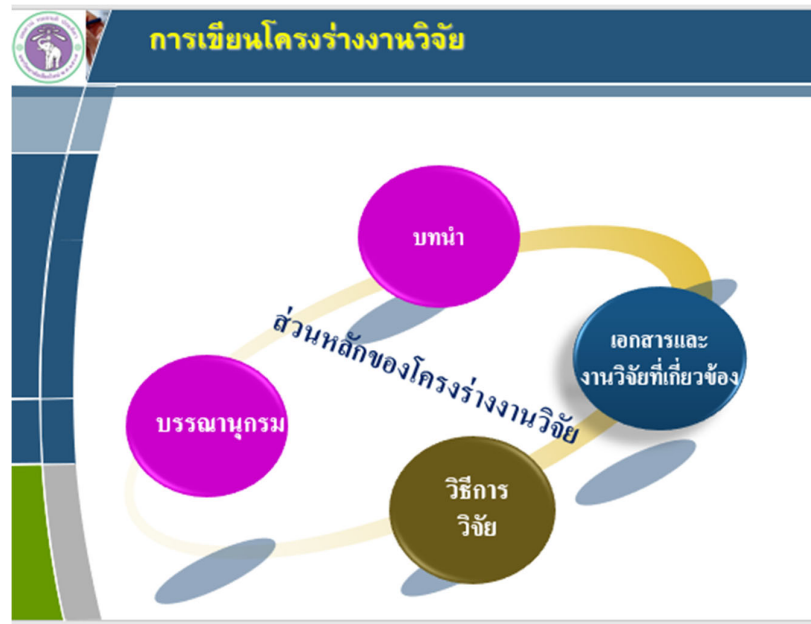 การเขียนโครงร่างงานวิจัย
บทนำ
เอกสารและ
งานวิจัยที่เกี่ยวข้อง
ส่วนหลักของโครงร่างงานวิจัย
บรรณานุกรม
วิธีการ
วิจัย